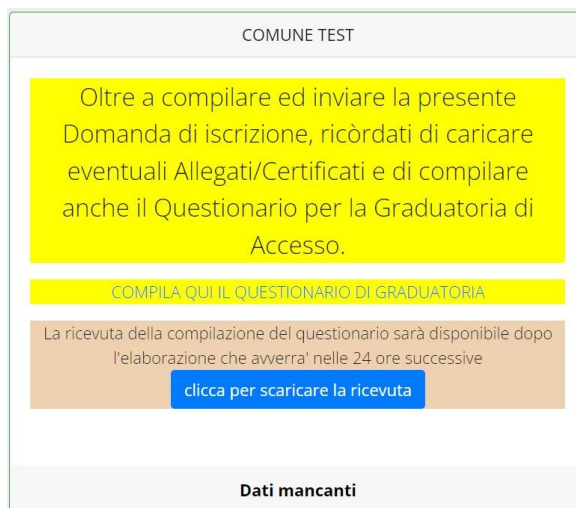 COMUNE TEST
Oltre a compilare ed inviare la presente
Domanda di iscrizione, ricòrdati di caricare
eventuali Allegati/Certificati e di compilare
anche il Questionario per la Graduatoria di
Accesso.
COMPILA QUI IL QUESTIONARIO DI GRADUATORIA
La ricevuta della compilazione del questionario sarà disponibile dopo
l'elaborazione che avverra' nelle 24 ore successive
clicca per scaricare la ricevuta
Dati mancanti